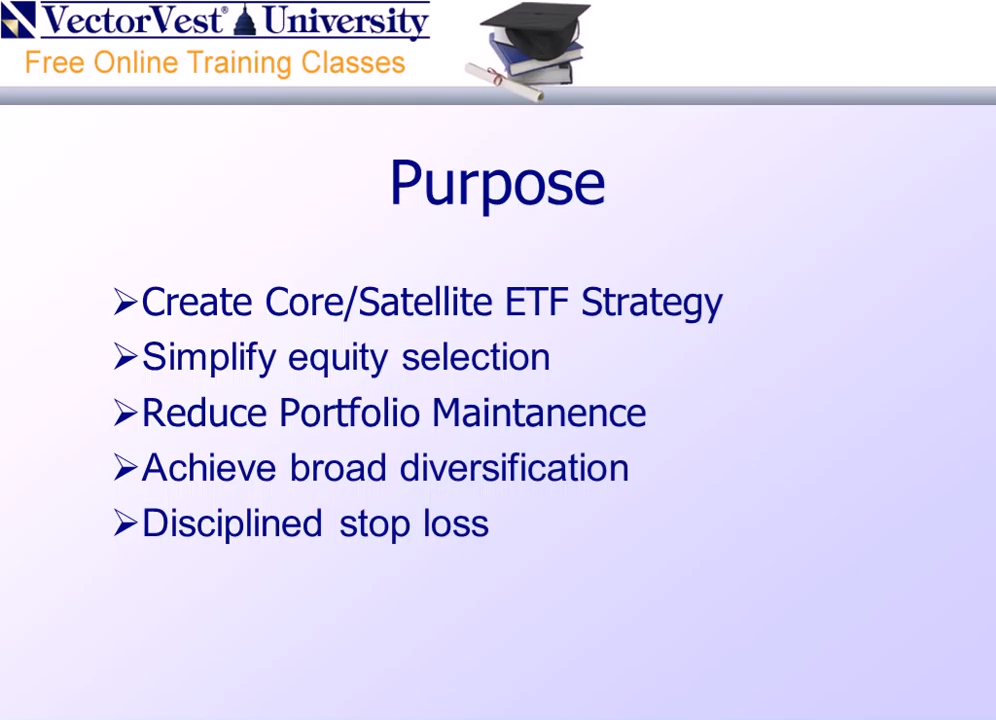 VectorVest® University
Free Online Training Classes
Purpose
➢Create Core/Satellite ETF Strategy
➢Simplify equity selection
➢Reduce Portfolio Maintanence
➢Achieve broad diversification
➢Disciplined stop loss